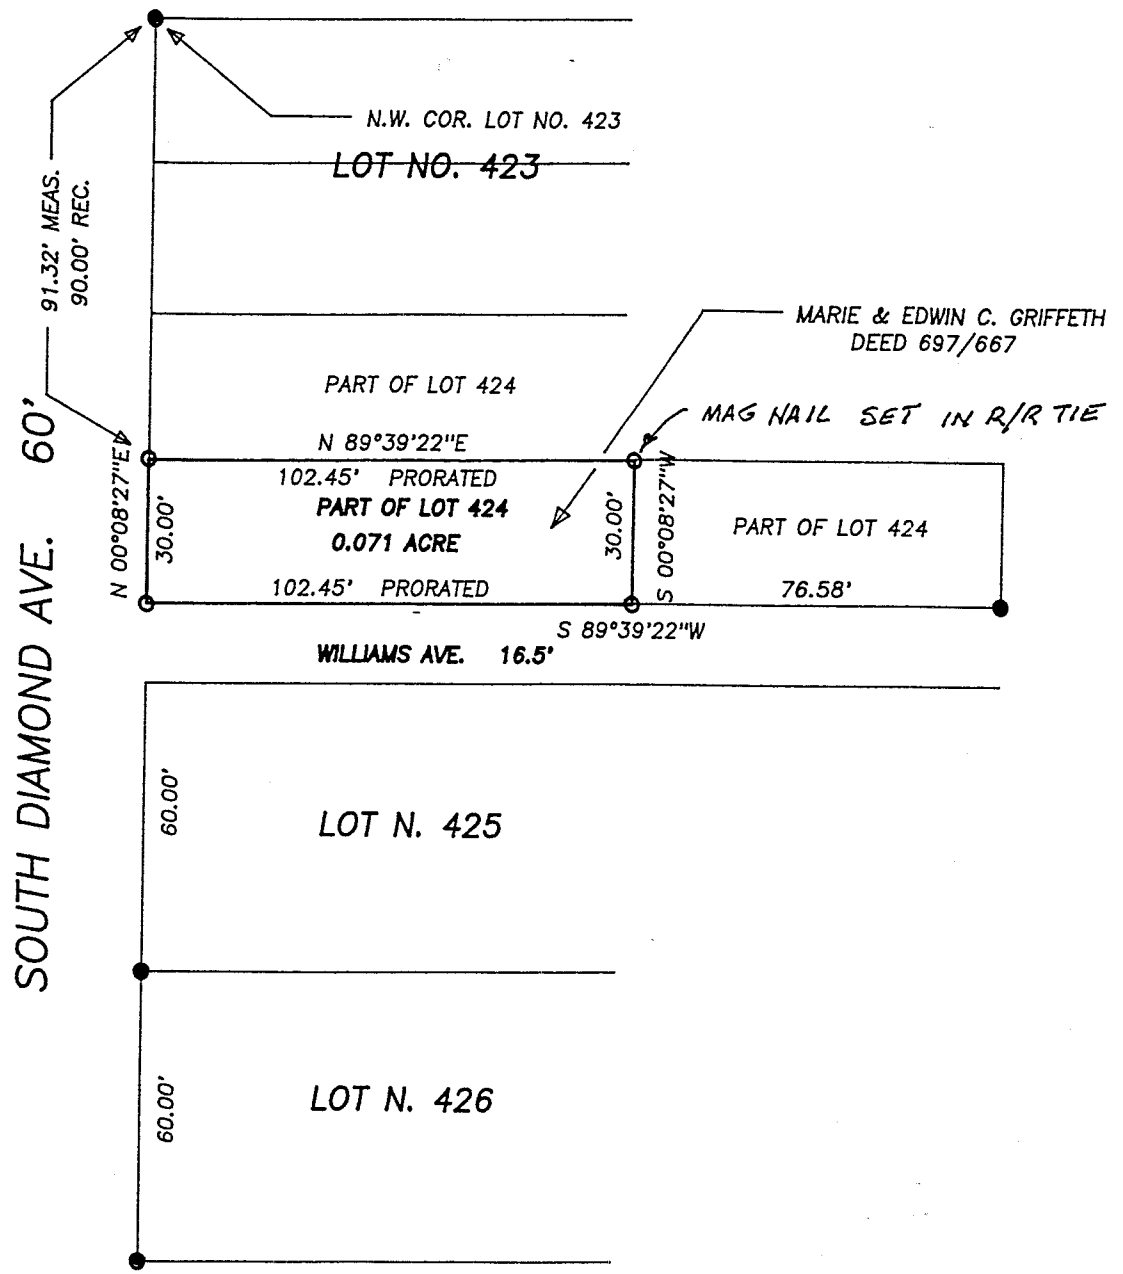 N.W. COR. LOT NO. 423
LOT NO. 423
91.32' MEAS.
90.00' REC.
MARIE & EDWIN C. GRIFFETH
DEED 697/667
PART OF LOT 424
MAG NAIL SET IN R/R TIE
N 89°39'22"E
102.45' PRORATED
PART OF LOT 424
0.071 ACRE
102.45' PRORATED
N 00°08'27"E
30.00'
30.00'
S 00°08'27"W
PART OF LOT 424
76.58'
S 89°39'22"W
WILLIAMS AVE. 16.5'
SOUTH DIAMOND AVE. 60'
60.00'
LOT N. 425
60.00'
LOT N. 426